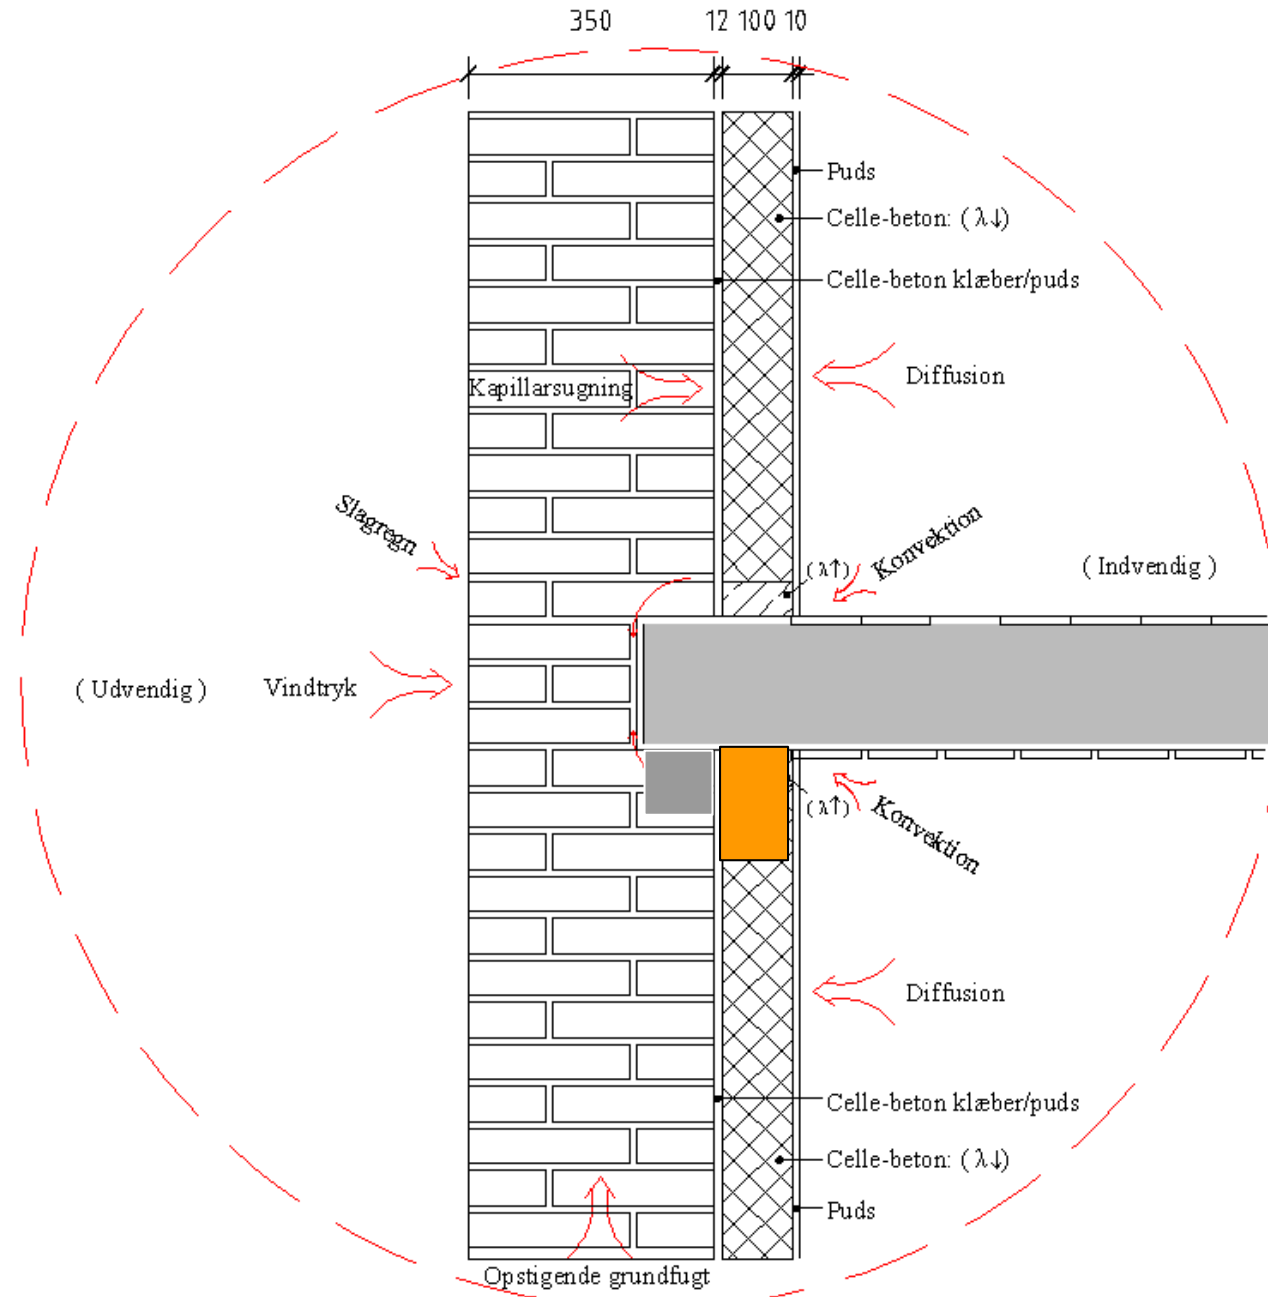 350 12 100 10
Puds
Celle-beton: (λ↓)
Celle-beton klæber/puds
Kapillarsugning
Diffusion
Slagregn
Konvektion
(λ↑)
( Indvendig )
( Udvendig )
Vindtryk
(λ↑)
Konvektion
Diffusion
Celle-beton klæber/puds
Celle-beton: (λ↓)
Puds
Opstigende grundfugt